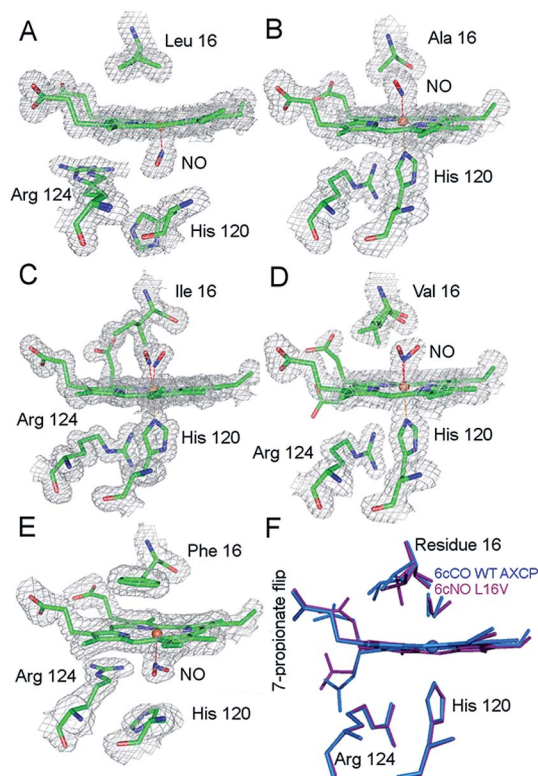 A
Leu 16
NO
Arg 124
His 120
B
Ala 16
NO
His 120
Arg 124
C
Ile 16
Arg 124
His 120
D
Val 16
NO
His 120
Arg 124
E
Phe 16
Arg 124
NO
His 120
F
Residue 16
6cCO WT AXCP
6cNO L16V
7-propionate flip
His 120
Arg 124